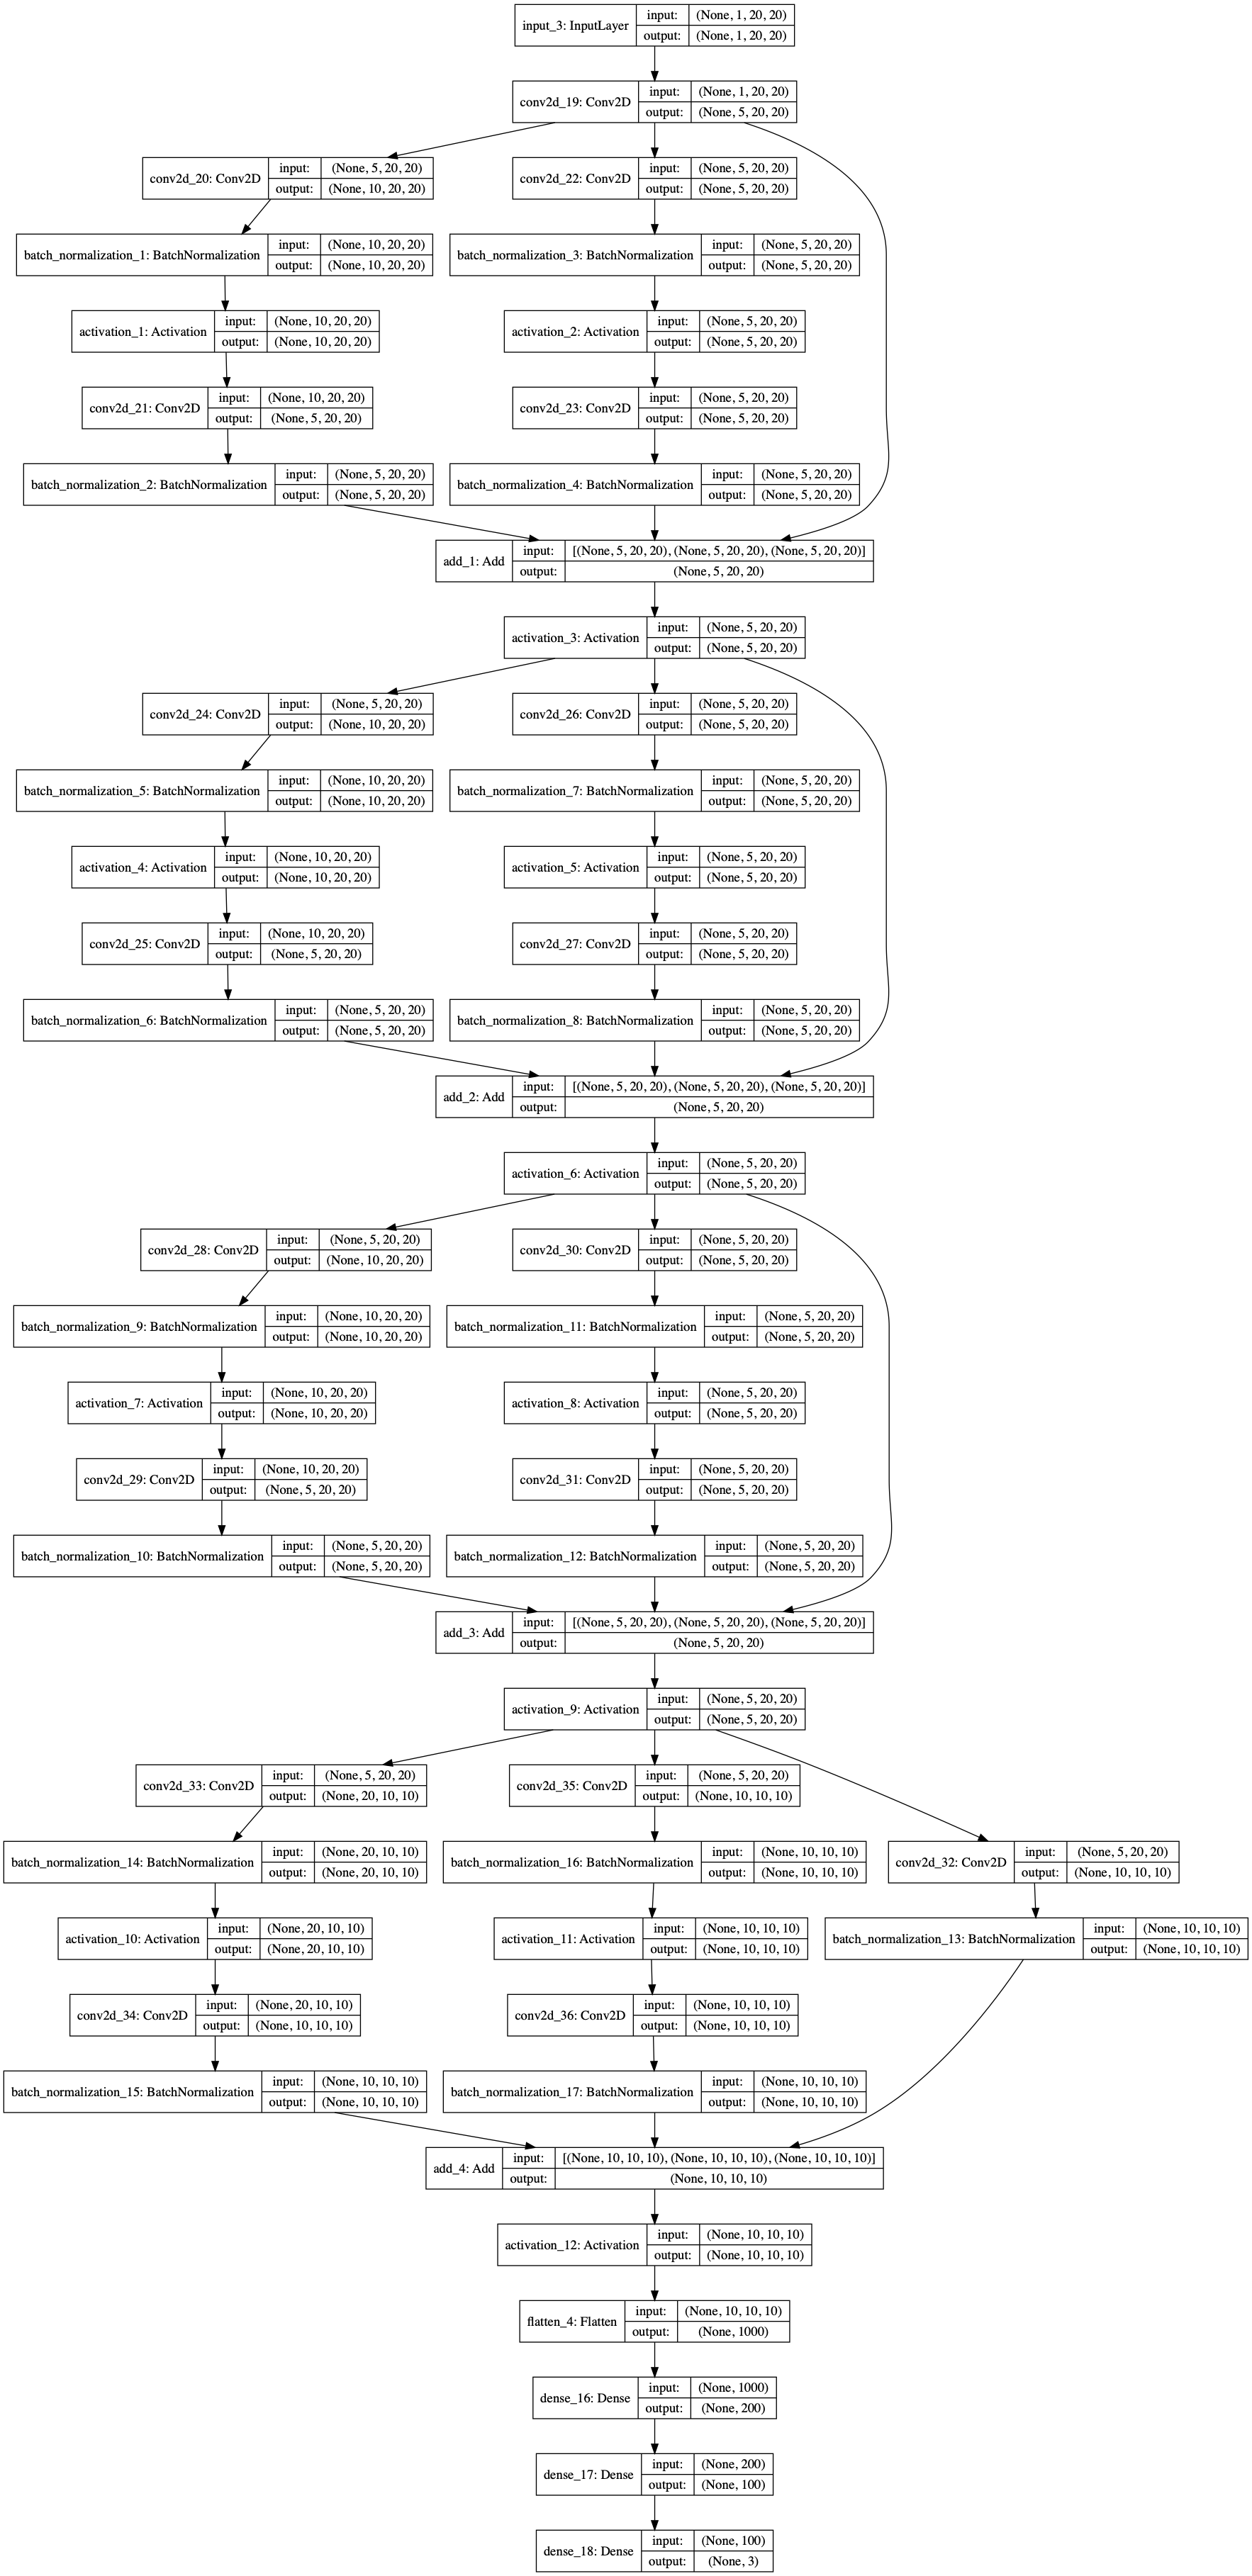 input_3: InputLayer
input: (None, 1, 20, 20)
output: (None, 1, 20, 20)
conv2d_19: Conv2D
input: (None, 1, 20, 20)
output: (None, 5, 20, 20)
conv2d_20: Conv2D
input: (None, 5, 20, 20)
output: (None, 10, 20, 20)
conv2d_22: Conv2D
input: (None, 5, 20, 20)
output: (None, 5, 20, 20)
batch_normalization_1: BatchNormalization
input: (None, 10, 20, 20)
output: (None, 10, 20, 20)
batch_normalization_3: BatchNormalization
input: (None, 5, 20, 20)
output: (None, 5, 20, 20)
activation_1: Activation
input: (None, 10, 20, 20)
output: (None, 10, 20, 20)
activation_2: Activation
input: (None, 5, 20, 20)
output: (None, 5, 20, 20)
conv2d_21: Conv2D
input: (None, 10, 20, 20)
output: (None, 5, 20, 20)
conv2d_23: Conv2D
input: (None, 5, 20, 20)
output: (None, 5, 20, 20)
batch_normalization_2: BatchNormalization
input: (None, 5, 20, 20)
output: (None, 5, 20, 20)
batch_normalization_4: BatchNormalization
input: (None, 5, 20, 20)
output: (None, 5, 20, 20)
add_1: Add
input: [(None, 5, 20, 20), (None, 5, 20, 20), (None, 5, 20, 20)]
output: (None, 5, 20, 20)
activation_3: Activation
input: (None, 5, 20, 20)
output: (None, 5, 20, 20)
conv2d_24: Conv2D
input: (None, 5, 20, 20)
output: (None, 10, 20, 20)
conv2d_26: Conv2D
input: (None, 5, 20, 20)
output: (None, 5, 20, 20)
batch_normalization_5: BatchNormalization
input: (None, 10, 20, 20)
output: (None, 10, 20, 20)
batch_normalization_7: BatchNormalization
input: (None, 5, 20, 20)
output: (None, 5, 20, 20)
activation_4: Activation
input: (None, 10, 20, 20)
output: (None, 10, 20, 20)
activation_5: Activation
input: (None, 5, 20, 20)
output: (None, 5, 20, 20)
conv2d_25: Conv2D
input: (None, 10, 20, 20)
output: (None, 5, 20, 20)
conv2d_27: Conv2D
input: (None, 5, 20, 20)
output: (None, 5, 20, 20)
batch_normalization_6: BatchNormalization
input: (None, 5, 20, 20)
output: (None, 5, 20, 20)
batch_normalization_8: BatchNormalization
input: (None, 5, 20, 20)
output: (None, 5, 20, 20)
add_2: Add
input: [(None, 5, 20, 20), (None, 5, 20, 20), (None, 5, 20, 20)]
output: (None, 5, 20, 20)
activation_6: Activation
input: (None, 5, 20, 20)
output: (None, 5, 20, 20)
conv2d_28: Conv2D
input: (None, 5, 20, 20)
output: (None, 10, 20, 20)
conv2d_30: Conv2D
input: (None, 5, 20, 20)
output: (None, 5, 20, 20)
batch_normalization_9: BatchNormalization
input: (None, 10, 20, 20)
output: (None, 10, 20, 20)
batch_normalization_11: BatchNormalization
input: (None, 5, 20, 20)
output: (None, 5, 20, 20)
activation_7: Activation
input: (None, 10, 20, 20)
output: (None, 10, 20, 20)
activation_8: Activation
input: (None, 5, 20, 20)
output: (None, 5, 20, 20)
conv2d_29: Conv2D
input: (None, 10, 20, 20)
output: (None, 5, 20, 20)
conv2d_31: Conv2D
input: (None, 5, 20, 20)
output: (None, 5, 20, 20)
batch_normalization_10: BatchNormalization
input: (None, 5, 20, 20)
output: (None, 5, 20, 20)
batch_normalization_12: BatchNormalization
input: (None, 5, 20, 20)
output: (None, 5, 20, 20)
add_3: Add
input: [(None, 5, 20, 20), (None, 5, 20, 20), (None, 5, 20, 20)]
output: (None, 5, 20, 20)
activation_9: Activation
input: (None, 5, 20, 20)
output: (None, 5, 20, 20)
conv2d_33: Conv2D
input: (None, 5, 20, 20)
output: (None, 20, 10, 10)
conv2d_35: Conv2D
input: (None, 5, 20, 20)
output: (None, 10, 10, 10)
batch_normalization_14: BatchNormalization
input: (None, 20, 10, 10)
output: (None, 20, 10, 10)
batch_normalization_16: BatchNormalization
input: (None, 10, 10, 10)
output: (None, 10, 10, 10)
conv2d_32: Conv2D
input: (None, 5, 20, 20)
output: (None, 10, 10, 10)
activation_10: Activation
input: (None, 20, 10, 10)
output: (None, 20, 10, 10)
activation_11: Activation
input: (None, 10, 10, 10)
output: (None, 10, 10, 10)
batch_normalization_13: BatchNormalization
input: (None, 10, 10, 10)
output: (None, 10, 10, 10)
conv2d_34: Conv2D
input: (None, 20, 10, 10)
output: (None, 10, 10, 10)
conv2d_36: Conv2D
input: (None, 10, 10, 10)
output: (None, 10, 10, 10)
batch_normalization_15: BatchNormalization
input: (None, 10, 10, 10)
output: (None, 10, 10, 10)
batch_normalization_17: BatchNormalization
input: (None, 10, 10, 10)
output: (None, 10, 10, 10)
add_4: Add
input: [(None, 10, 10, 10), (None, 10, 10, 10), (None, 10, 10, 10)]
output: (None, 10, 10, 10)
activation_12: Activation
input: (None, 10, 10, 10)
output: (None, 10, 10, 10)
flatten_4: Flatten
input: (None, 10, 10, 10)
output: (None, 1000)
dense_16: Dense
input: (None, 1000)
output: (None, 200)
dense_17: Dense
input: (None, 200)
output: (None, 100)
dense_18: Dense
input: (None, 100)
output: (None, 3)